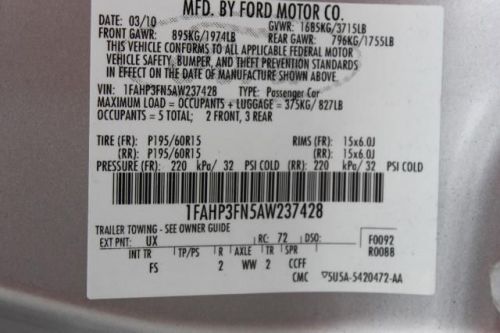 MFD. BY FORD MOTOR CO.
DATE: 03/10 GVWR: 1685KG/3715LB
FRONT GAWR: 895KG/1974LB REAR GAWR: 796KG/1755LB
THIS VEHICLE CONFORMS TO ALL APPLICABLE FEDERAL MOTOR
VEHICLE SAFETY, BUMPER, AND THEFT PREVENTION STANDARDS
IN EFFECT ON THE DATE OF MANUFACTURE SHOWN ABOVE.
VIN: 1FAHP3FN5AW237428 TYPE: Passenger Car
MAXIMUM LOAD = OCCUPANTS + LUGGAGE = 375KG/ 827LB
OCCUPANTS = 5 TOTAL; 2 FRONT, 3 REAR
TIRE (FR): P195/60R15 RIMS (FR): 15x6.0J
(RR): P195/60R15 (RR): 15x6.0J
PRESSURE (FR): 220 kPa/ 32 PSI COLD (RR): 220 kPa/ 32 PSI COLD
1FAHP3FN5AW237428
TRAILER TOWING - SEE OWNER GUIDE
EXT PNT: UX RC: 72 DSO: F0092
INT TR TP/PS R AXLE TR SPR R0088
FS 2 WW 2 CCFF
CMC 5U5A-5420472-AA